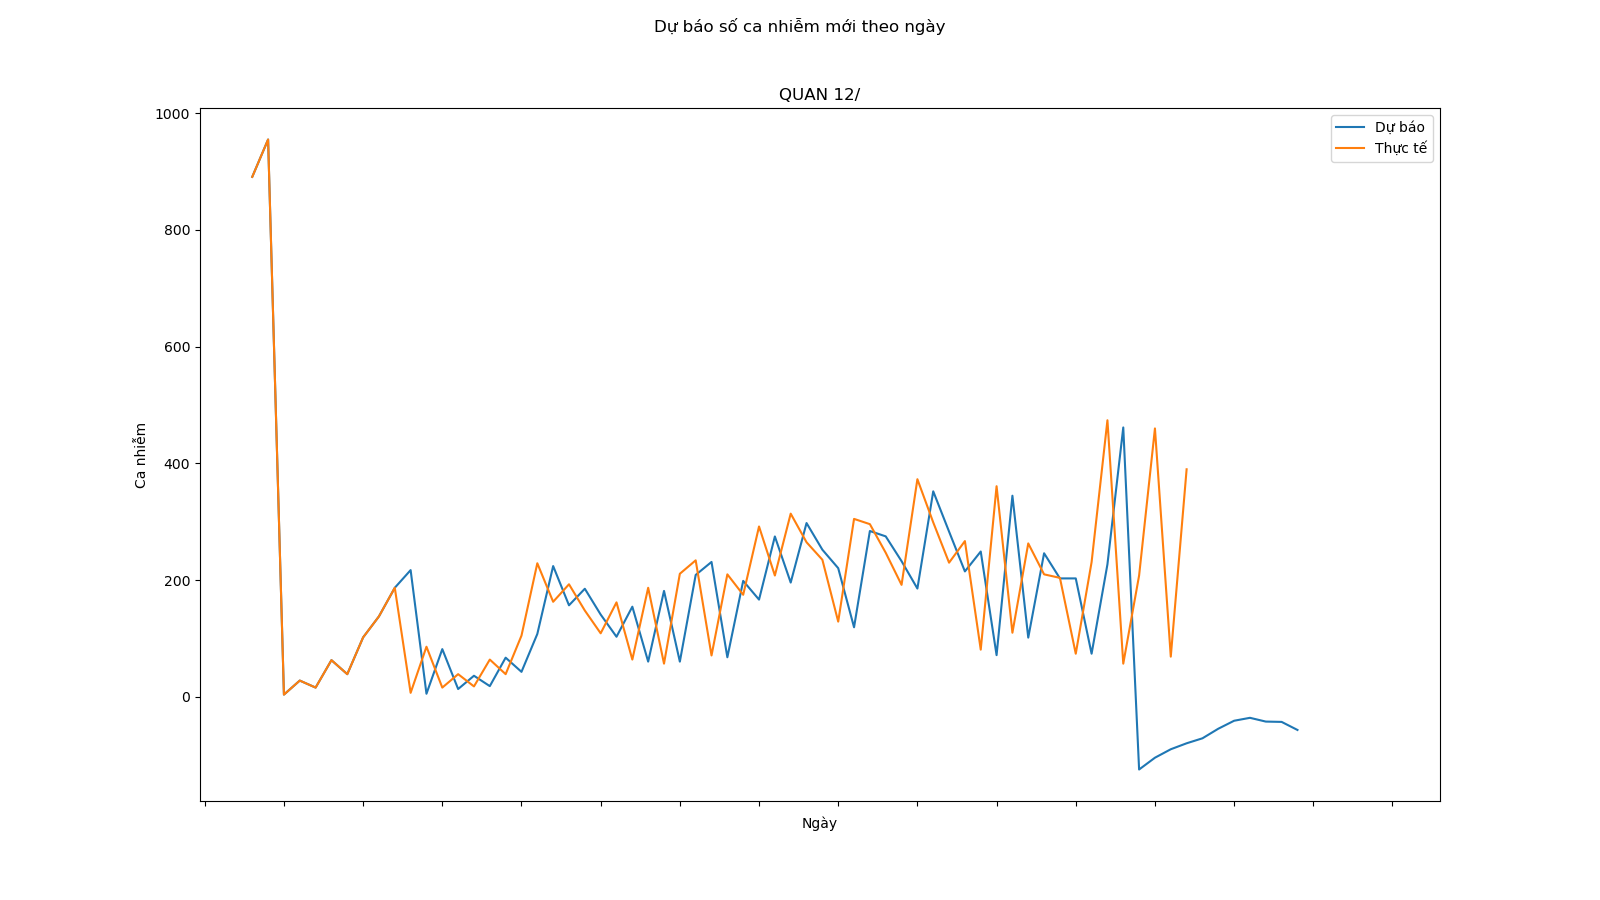 Dự báo số ca nhiễm mới theo ngày
QUAN 12/
Dự báo
Thực tế
1000
800
600
400
200
0
Ca nhiễm
Ngày